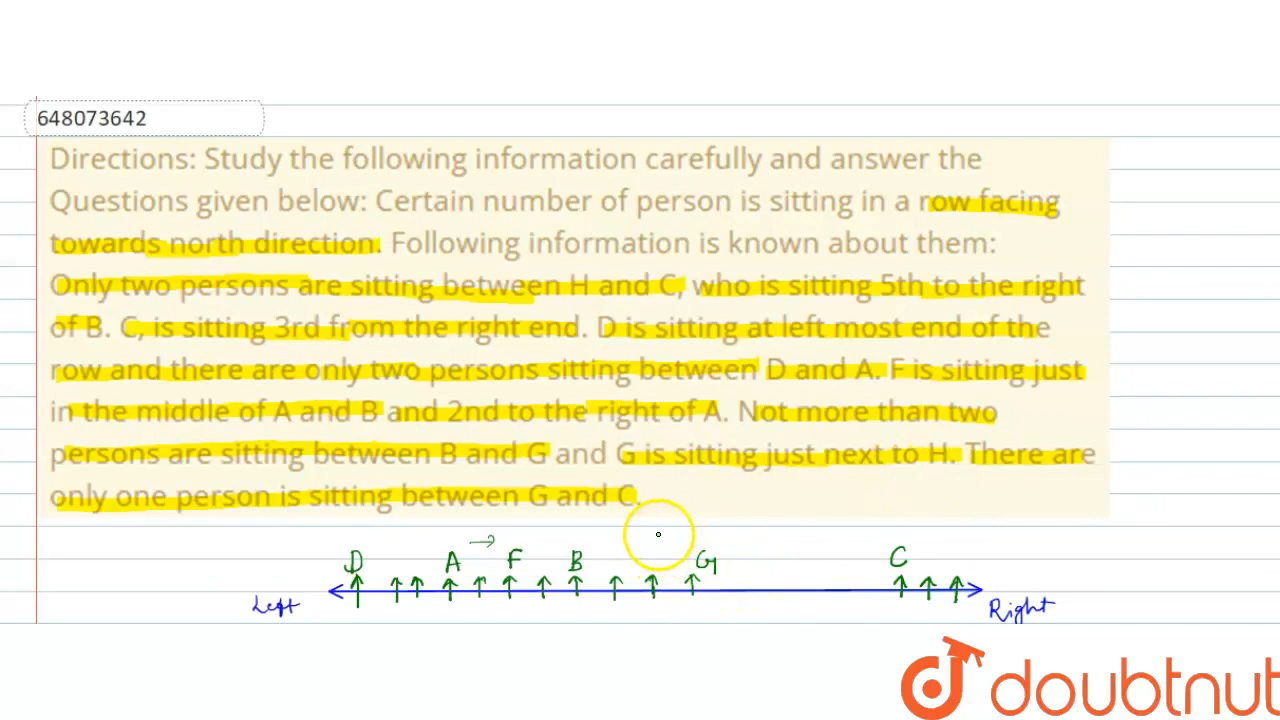 648073642
Directions: Study the following information carefully and answer the
Questions given below: Certain number of person is sitting in a row facing
towards north direction. Following information is known about them:
Only two persons are sitting between H and C, who is sitting 5th to the right
of B. C, is sitting 3rd from the right end. D is sitting at left most end of the
row and there are only two persons sitting between D and A. F is sitting just
in the middle of A and B and 2nd to the right of A. Not more than two
persons are sitting between B and G and G is sitting just next to H. There are
only one person is sitting between G and C.
D A → F B G C
Left Right
doubtnut